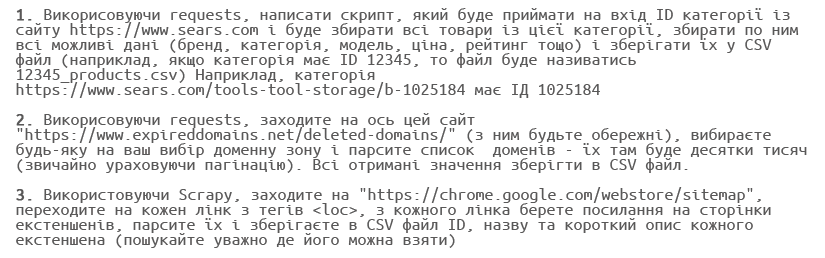 1. Використовуючи requests, написати скрипт, який буде приймати на вхід ID категорії із
сайту https://www.sears.com і буде збирати всі товари із цієї категорії, збирати по ним
всі можливі дані (бренд, категорія, модель, ціна, рейтинг тощо) і зберігати їх у CSV
файл (наприклад, якщо категорія має ID 12345, то файл буде називатись
12345_products.csv) Наприклад, категорія
https://www.sears.com/tools-tool-storage/b-1025184 має ІД 1025184
2. Викорисовуючи requests, заходите на ось цей сайт
"https://www.expireddomains.net/deleted-domains/" (з ним будьте обережні), вибираєте
будь-яку на ваш вибір доменну зону і парсите список  доменів - їх там буде десятки тисяч
(звичайно ураховуючи пагінацію). Всі отримані значення зберігти в CSV файл.
3. Використовуючи Scrapy, заходите на "https://chrome.google.com/webstore/sitemap",
переходите на кожен лінк з тегів <loc>, з кожного лінка берете посилання на сторінки
екстеншенів, парсите їх і зберігаєте в CSV файл ID, назву та короткий опис кожного
екстеншена (пошукайте уважно де його можна взяти)